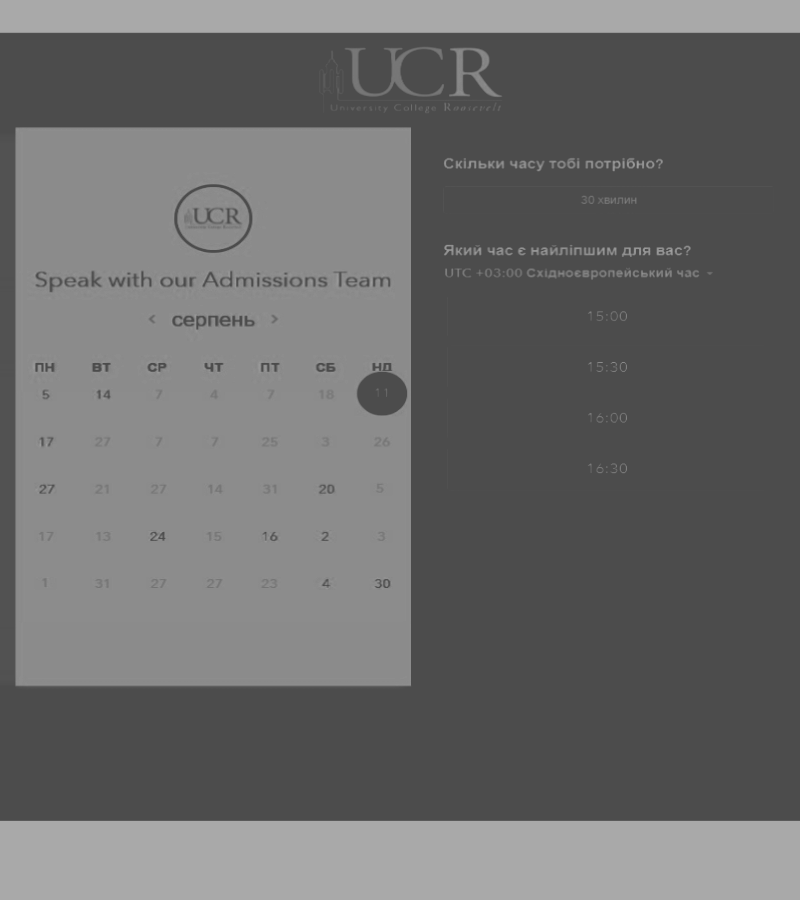 UCR
University College Roosevelt
UCR
Speak with our Admissions Team
< серпень >
ПН ВТ СР ЧТ ПТ СБ НД
5 14 7 4 7 18 11
17 27 7 7 25 3 26
27 21 27 14 31 20 5
17 13 24 15 16 2 3
1 31 27 27 23 4 30
Скільки часу тобі потрібно?
30 хвилин
Який час є найліпшим для вас?
UTC +03:00 Східноєвропейський час
15:00
15:30
16:00
16:30